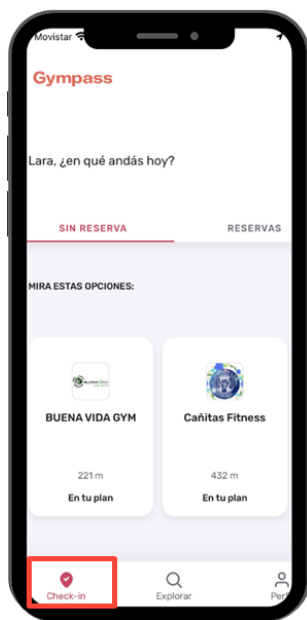 Movistar
Gympass
Lara, ¿en qué andás hoy?
SIN RESERVA
RESERVAS
MIRA ESTAS OPCIONES:
BUENA VIDA GYM
Cañitas Fitness
221 m
432 m
En tu plan
En tu plan
Check-in
Explorar
Perf